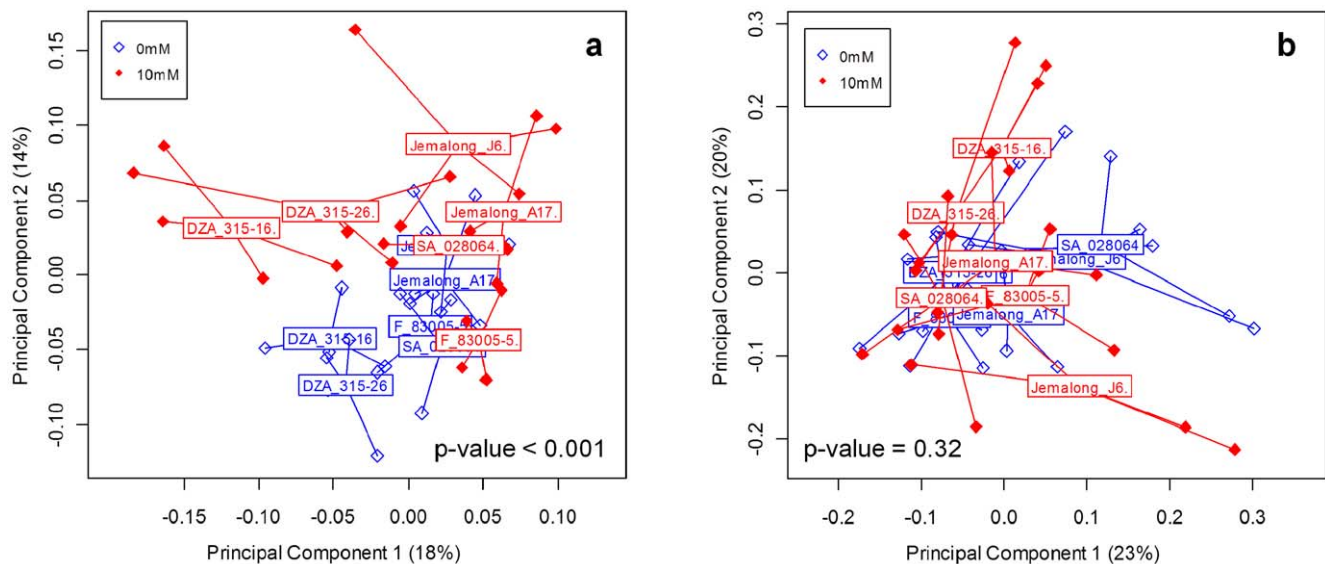 a
0mM
10mM
0.15
0.10
0.05
0.00
-0.05
-0.10
Principal Component 2 (14%)
Jemalong_J6.
DZA_315-26.
DZA_315-16.
Jemalong_A17.
SA_028064.
Jemalong_A17
F_83005-5
F_83005-5.
DZA_315-16
DZA_315-26
p-value < 0.001
-0.15
-0.10
-0.05
0.00
0.05
0.10
Principal Component 1 (18%)
b
0mM
10mM
0.3
0.2
0.1
0.0
-0.1
-0.2
Principal Component 2 (20%)
DZA_315-16.
DZA_315-26.
SA_028064
Jemalong_A17.
SA_028064.
F_83005-5.
Jemalong_A17
Jemalong_J6.
p-value = 0.32
-0.2
-0.1
0.0
0.1
0.2
0.3
Principal Component 1 (23%)